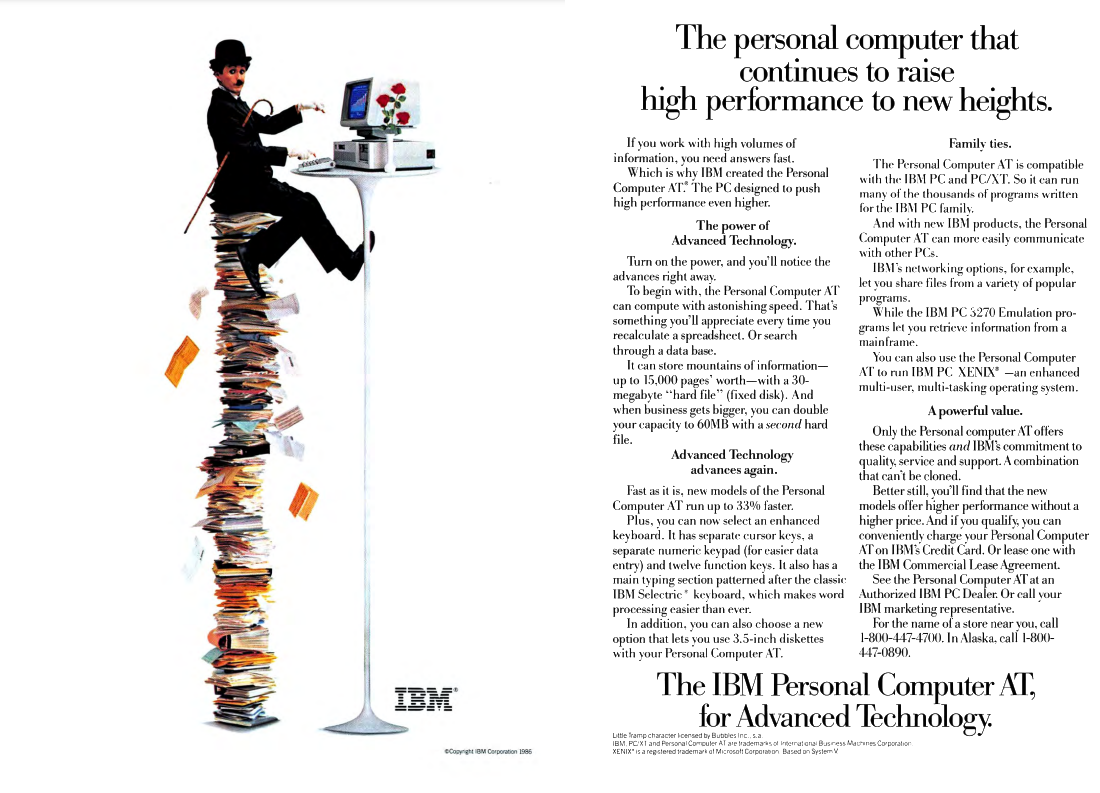 IBM®
©Copyright IBM Corporation 1986
The personal computer that
continues to raise
high performance to new heights.
If you work with high volumes of
information, you need answers fast.
Which is why IBM created the Personal
Computer AT.® The PC designed to push
high performance even higher.
The power of
Advanced Technology.
Turn on the power, and you'll notice the
advances right away.
To begin with, the Personal Computer AT
can compute with astonishing speed. That's
something you'll appreciate every time you
recalculate a spreadsheet. Or search
through a data base.
It can store mountains of information—
up to 15,000 pages' worth—with a 30-
megabyte “hard file” (fixed disk). And
when business gets bigger, you can double
your capacity to 60MB with a second hard
file.
Advanced Technology
advances again.
Fast as it is, new models of the Personal
Computer AT run up to 33% faster.
Plus, you can now select an enhanced
keyboard. It has separate cursor keys, a
separate numeric keypad (for easier data
entry) and twelve function keys. It also has a
main typing section patterned after the classic
IBM Selectric® keyboard, which makes word
processing easier than ever.
In addition, you can also choose a new
option that lets you use 3.5-inch diskettes
with your Personal Computer AT.
Family ties.
The Personal Computer AT is compatible
with the IBM PC and PC/XT. So it can run
many of the thousands of programs written
for the IBM PC family.
And with new IBM products, the Personal
Computer AT can more easily communicate
with other PCs.
IBM's networking options, for example,
let you share files from a variety of popular
programs.
While the IBM PC 3270 Emulation pro-
grams let you retrieve information from a
mainframe.
You can also use the Personal Computer
AT to run IBM PC XENIX® —an enhanced
multi-user, multi-tasking operating system.
A powerful value.
Only the Personal computer AT offers
these capabilities and IBM's commitment to
quality, service and support. A combination
that can't be cloned.
Better still, you'll find that the new
models offer higher performance without a
higher price. And if you qualify, you can
conveniently charge your Personal Computer
AT on IBM's Credit Card. Or lease one with
the IBM Commercial Lease Agreement.
See the Personal Computer AT at an
Authorized IBM PC Dealer. Or call your
IBM marketing representative.
For the name of a store near you, call
1-800-447-4700. In Alaska, call 1-800-
447-0890.
The IBM Personal Computer AT,
for Advanced Technology.
Little Tramp character licensed by Bubbles Inc., s.a.
IBM, PC/XT and Personal Computer AT are trademarks of International Business Machines Corporation.
XENIX® is a registered trademark of Microsoft Corporation. Based on System V.